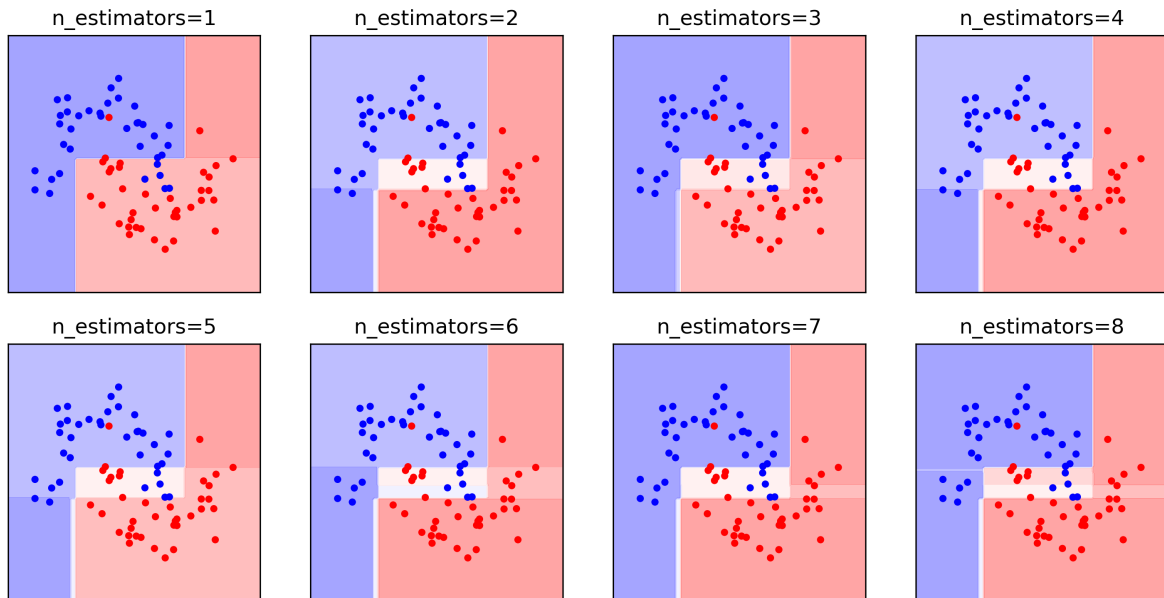 n_estimators=1
n_estimators=2
n_estimators=3
n_estimators=4
n_estimators=5
n_estimators=6
n_estimators=7
n_estimators=8